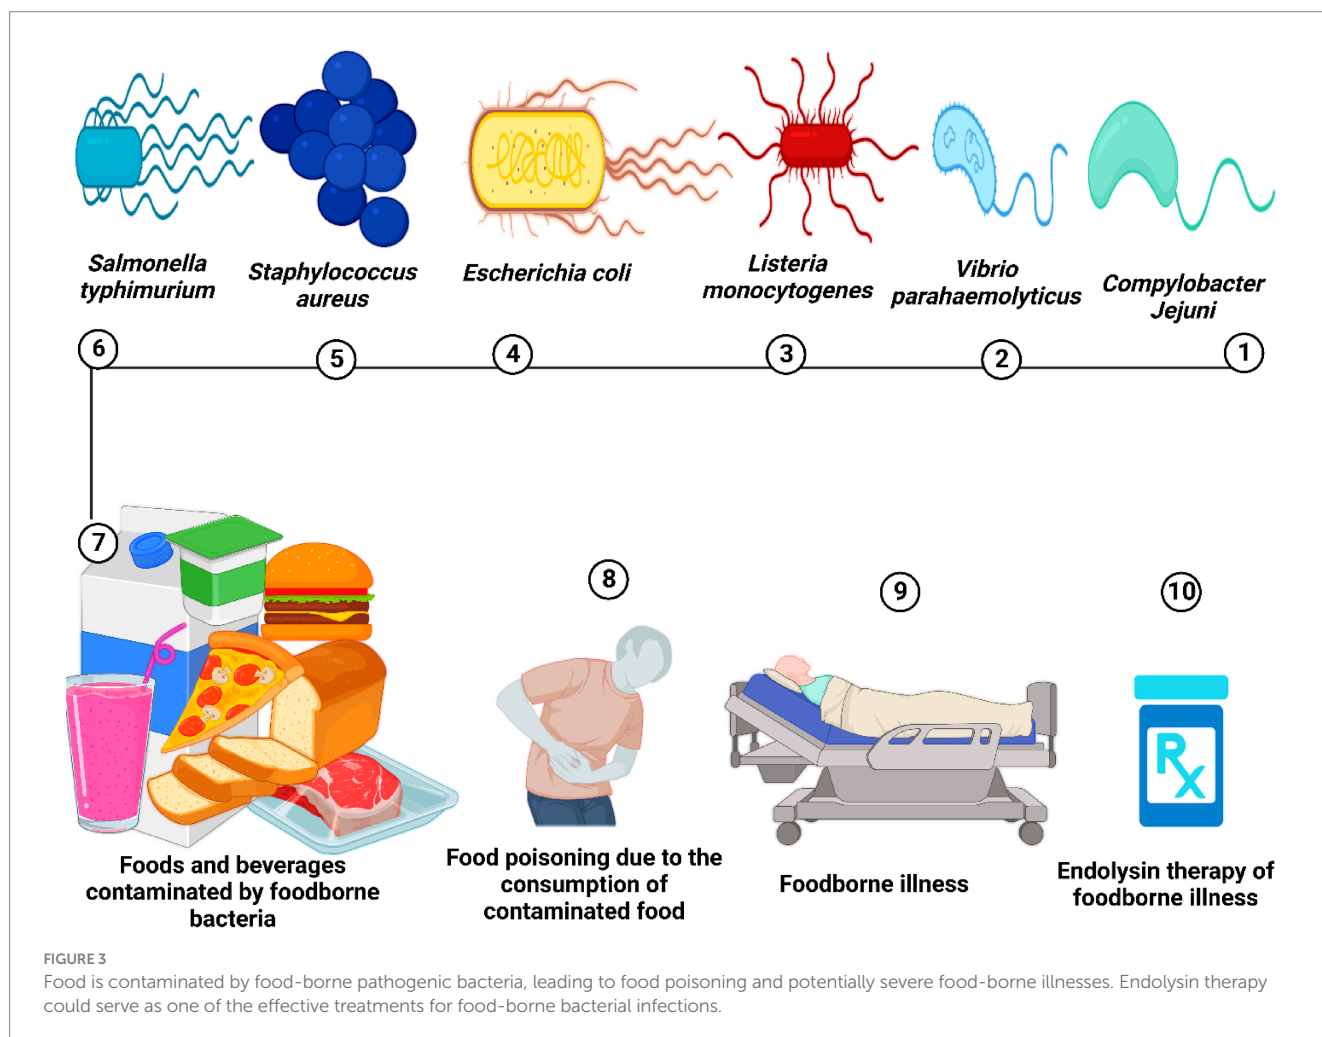 Salmonella
typhimurium
Staphylococcus
aureus
Escherichia coli
Listeria
monocytogenes
Vibrio
parahaemolyticus
Compylobacter
Jejuni
6
5
4
3
2
1
7
8
9
10
Rx
Foods and beverages
contaminated by foodborne
bacteria
Food poisoning due to the
consumption of
contaminated food
Foodborne illness
Endolysin therapy of
foodborne illness
FIGURE 3
Food is contaminated by food-borne pathogenic bacteria, leading to food poisoning and potentially severe food-borne illnesses. Endolysin therapy
could serve as one of the effective treatments for food-borne bacterial infections.